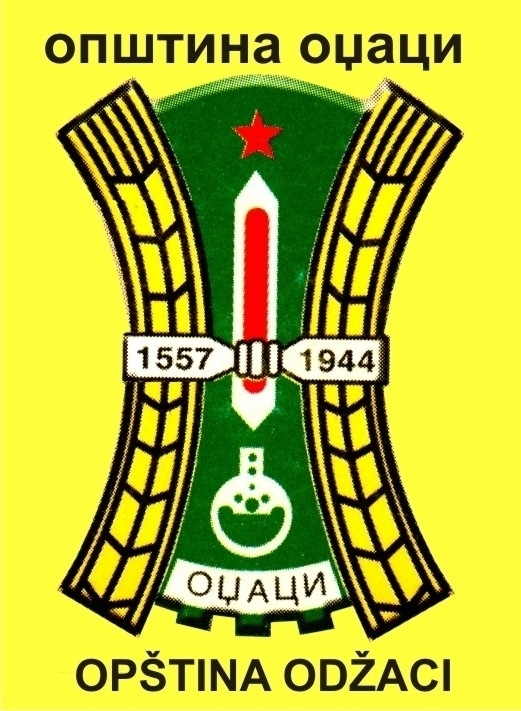 општина оџаци
1557 1944
ОЏАЦИ
OPŠTINA ODŽACI